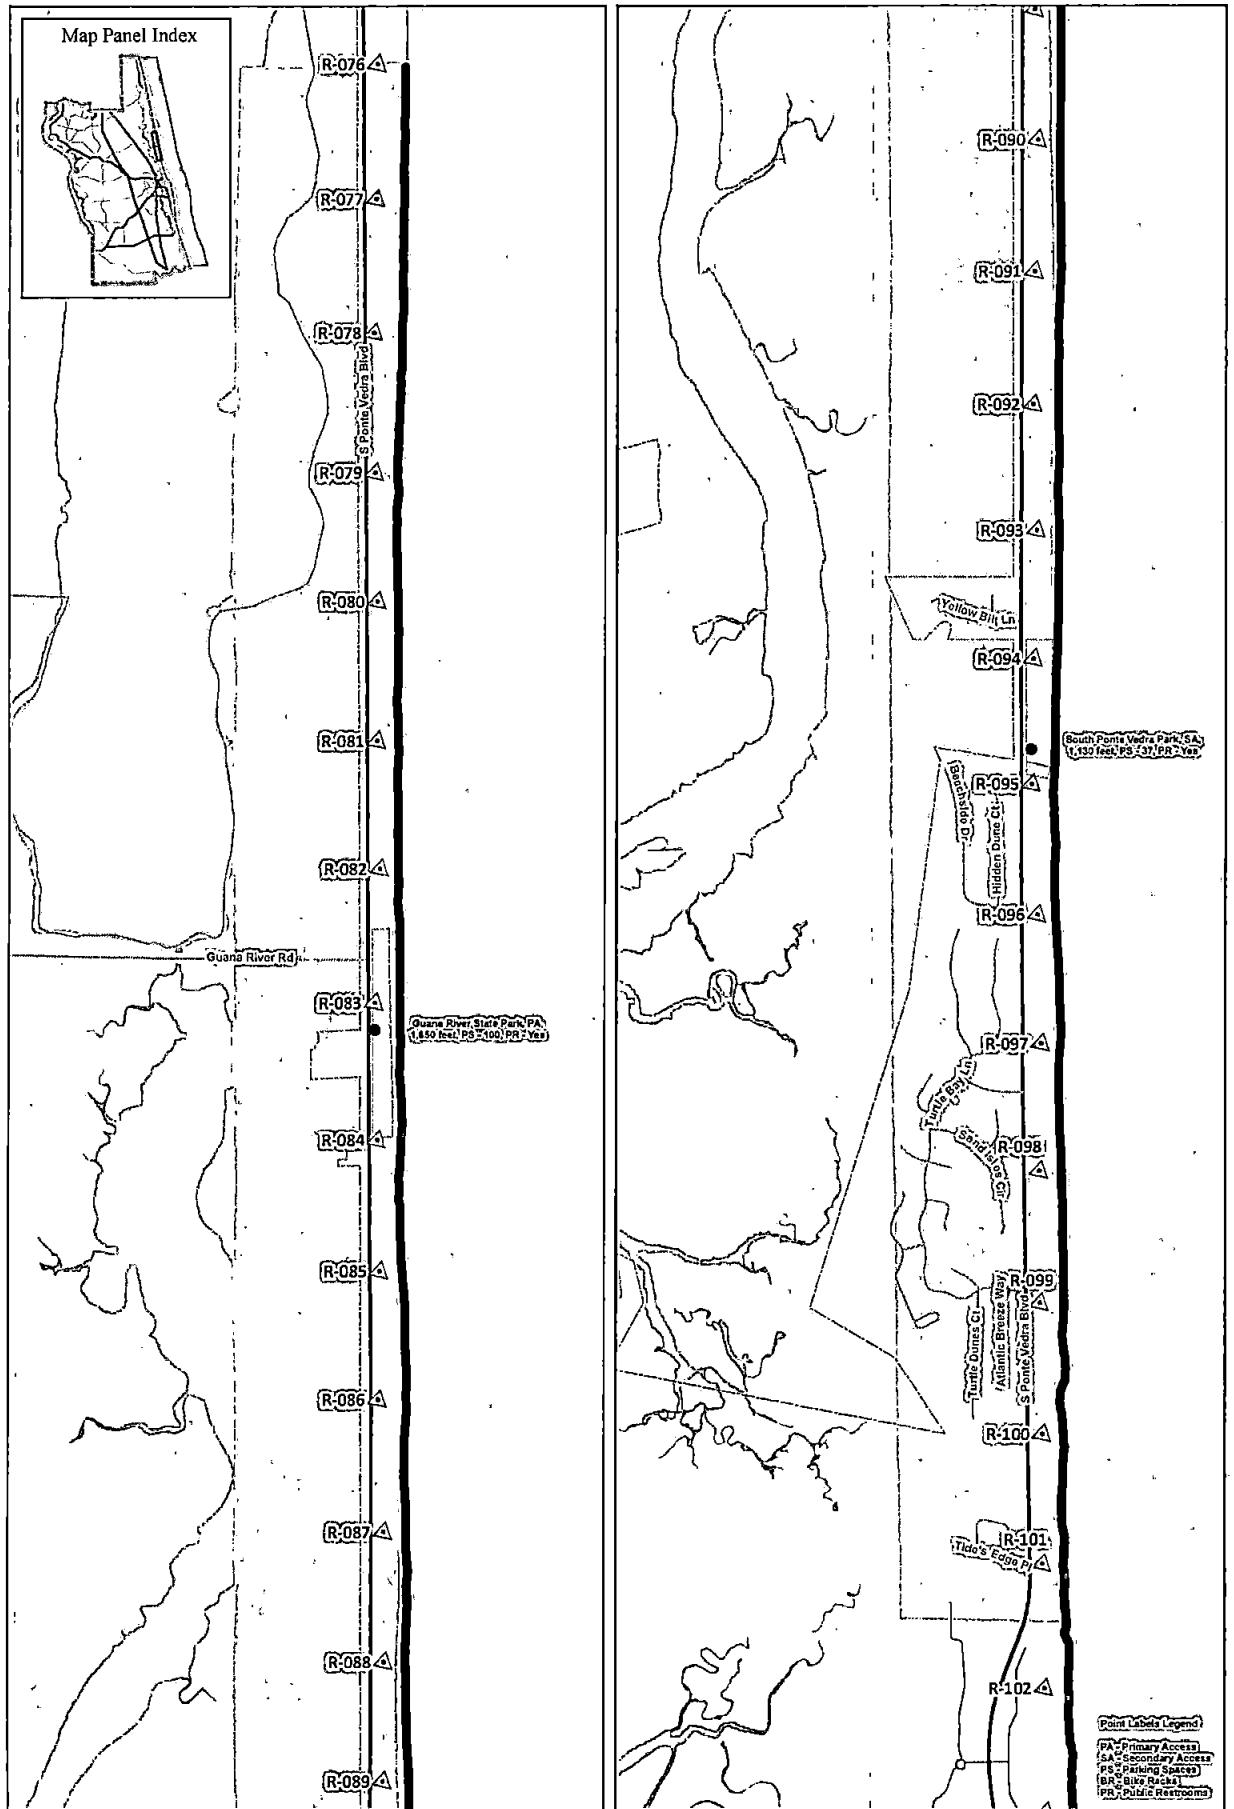 Map Panel Index
R-076
R-077
R-078
S Ponte Vedra Blvd
R-079
R-080
R-081
R-082
Guana River Rd
R-083
Guana River State Park, PA,
1,650 feet, PS - 100, PR - Yes
R-084
R-085
R-086
R-087
R-088
R-089
R-090
R-091
R-092
R-093
Yellow Bill Ln
R-094
South Ponte Vedra Park, SA,
1,130 feet, PS - 37, PR - Yes
R-095
Beachside Dr
Hidden Dune Ct
R-096
R-097
Turtle Bay Ln
R-098
Sand Isles Cir
R-099
Turtle Dunes Ct
Atlantic Breeze Way
S Ponte Vedra Blvd
R-100
R-101
Tide's Edge Pl
R-102
Point Labels Legend
PA - Primary Access
SA - Secondary Access
PS - Parking Spaces
BR - Bike Racks
PR - Public Restrooms